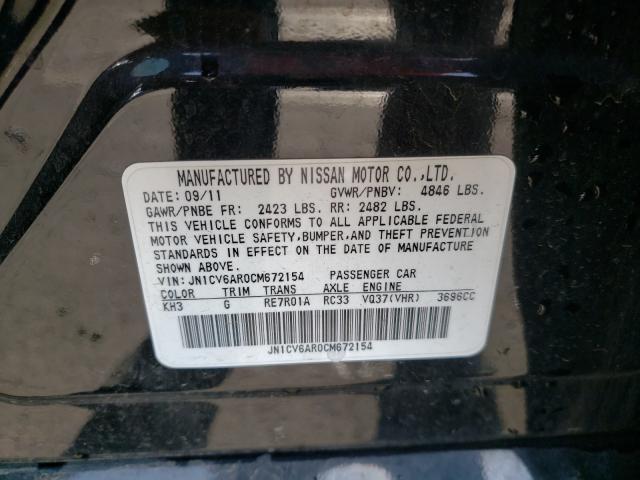 MANUFACTURED BY NISSAN MOTOR CO.,LTD.
DATE: 09/11 GVWR/PNBV: 4846 LBS.
GAWR/PNBE FR: 2423 LBS. RR: 2482 LBS.
THIS VEHICLE CONFORMS TO ALL APPLICABLE FEDERAL
MOTOR VEHICLE SAFETY,BUMPER,AND THEFT PREVENTION
STANDARDS IN EFFECT ON THE DATE OF MANUFACTURE
SHOWN ABOVE.
VIN: JN1CV6AR0CM672154 PASSENGER CAR
COLOR TRIM TRANS AXLE ENGINE
KH3 G RE7R01A RC33 VQ37(VHR) 3696CC
JN1CV6AR0CM672154